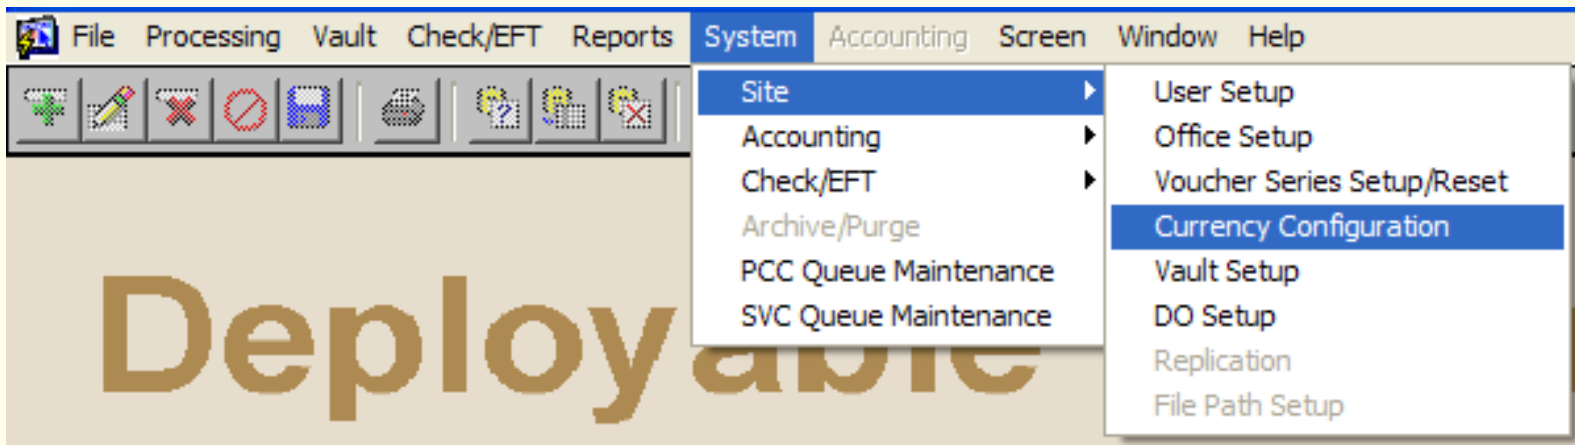 File Processing Vault Check/EFT Reports System Accounting Screen Window Help
Site
Accounting
Check/EFT
Archive/Purge
PCC Queue Maintenance
SVC Queue Maintenance
User Setup
Office Setup
Voucher Series Setup/Reset
Currency Configuration
Vault Setup
DO Setup
Replication
File Path Setup
Deployable